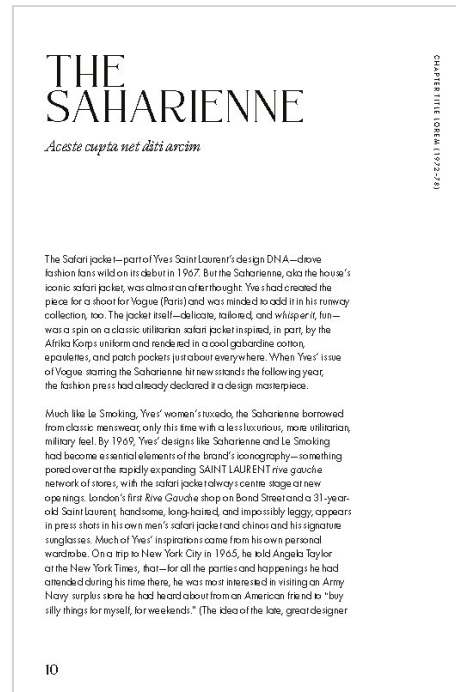 THE
SAHARIENNE
Aceste cupta net diti arcim
CHAPTER TITLE LOREM (1972–78)
The Safari jacket—part of Yves Saint Laurent's design DNA—drove
fashion fans wild on its debut in 1967. But the Saharienne, aka the house's
iconic safari jacket, was almost an afterthought. Yves had created the
piece for a shoot for Vogue (Paris) and was minded to add it in his runway
collection, too. The jacket itself—delicate, tailored, and whisper it, fun—
was a spin on a classic utilitarian safari jacket inspired, in part, by the
Afrika Korps uniform and rendered in a cool gabardine cotton,
epaulettes, and patch pockets just about everywhere. When Yves' issue
of Vogue starring the Saharienne hit newsstands the following year,
the fashion press had already declared it a design masterpiece.
Much like Le Smoking, Yves' women's tuxedo, the Saharienne borrowed
from classic menswear, only this time with a less luxurious, more utilitarian,
military feel. By 1969, Yves' designs like Saharienne and Le Smoking
had become essential elements of the brand's iconography—something
pored over at the rapidly expanding SAINT LAURENT rive gauche
network of stores, with the safari jacket always centre stage at new
openings. London's first Rive Gauche shop on Bond Street and a 31-year-
old Saint Laurent, handsome, long-haired, and impossibly leggy, appears
in press shots in his own men's safari jacket and chinos and his signature
sunglasses. Much of Yves' inspirations came from his own personal
wardrobe. On a trip to New York City in 1965, he told Angela Taylor
at the New York Times, that—for all the parties and happenings he had
attended during his time there, he was most interested in visiting an Army
Navy surplus store he had heard about from an American friend to "buy
silly things for myself, for weekends." (The idea of the late, great designer
10